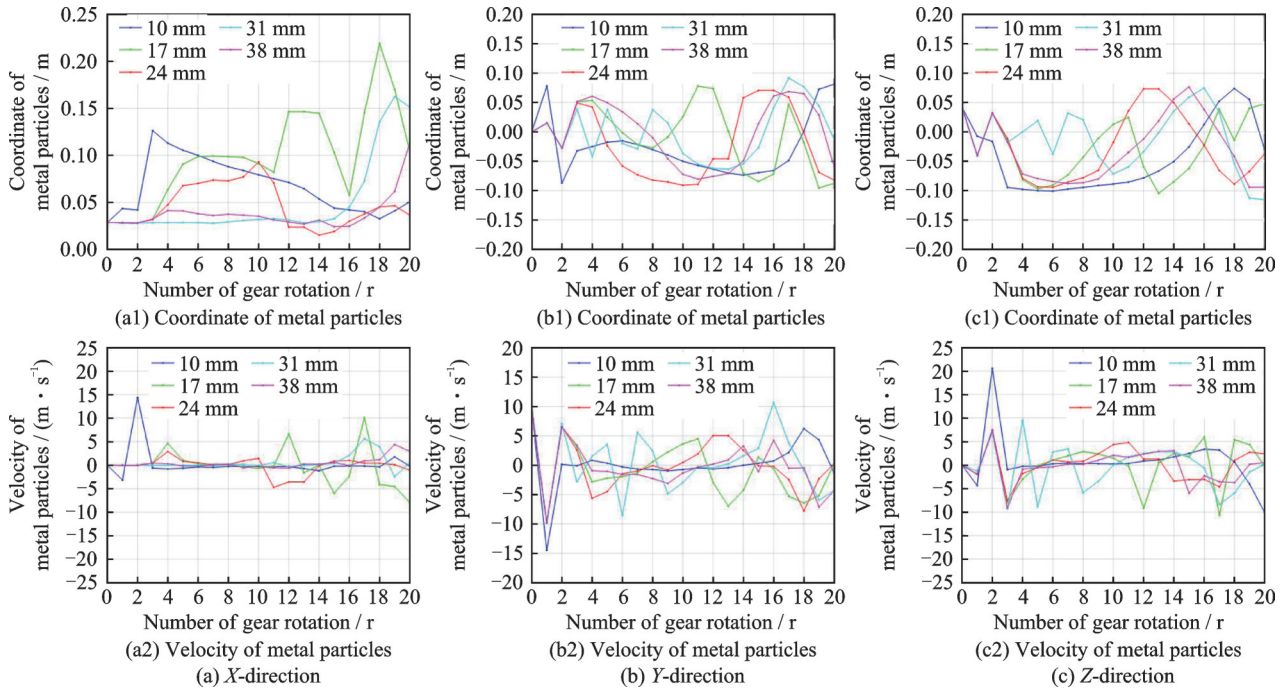 Coordinate of
metal particles / m
0.25
0.20
0.15
0.10
0.05
0.00
10 mm
17 mm
24 mm
31 mm
38 mm
0 2 4 6 8 10 12 14 16 18 20
Number of gear rotation / r
(a1) Coordinate of metal particles
Coordinate of
metal particles / m
0.20
0.15
0.10
0.05
0.00
−0.05
−0.10
−0.15
−0.20
10 mm
17 mm
24 mm
31 mm
38 mm
0 2 4 6 8 10 12 14 16 18 20
Number of gear rotation / r
(b1) Coordinate of metal particles
Coordinate of
metal particles / m
0.20
0.15
0.10
0.05
0.00
−0.05
−0.10
−0.15
−0.20
10 mm
17 mm
24 mm
31 mm
38 mm
0 2 4 6 8 10 12 14 16 18 20
Number of gear rotation / r
(c1) Coordinate of metal particles
Velocity of
metal particles / (m · s⁻¹)
25
20
15
10
5
0
−5
−10
−15
−20
−25
10 mm
17 mm
24 mm
31 mm
38 mm
0 2 4 6 8 10 12 14 16 18 20
Number of gear rotation / r
(a2) Velocity of metal particles
(a) X-direction
Velocity of
metal particles / (m · s⁻¹)
20
15
10
5
0
−5
−10
−15
−20
10 mm
17 mm
24 mm
31 mm
38 mm
0 2 4 6 8 10 12 14 16 18 20
Number of gear rotation / r
(b2) Velocity of metal particles
(b) Y-direction
Velocity of
metal particles / (m · s⁻¹)
25
20
15
10
5
0
−5
−10
−15
−20
−25
10 mm
17 mm
24 mm
31 mm
38 mm
0 2 4 6 8 10 12 14 16 18 20
Number of gear rotation / r
(c2) Velocity of metal particles
(c) Z-direction